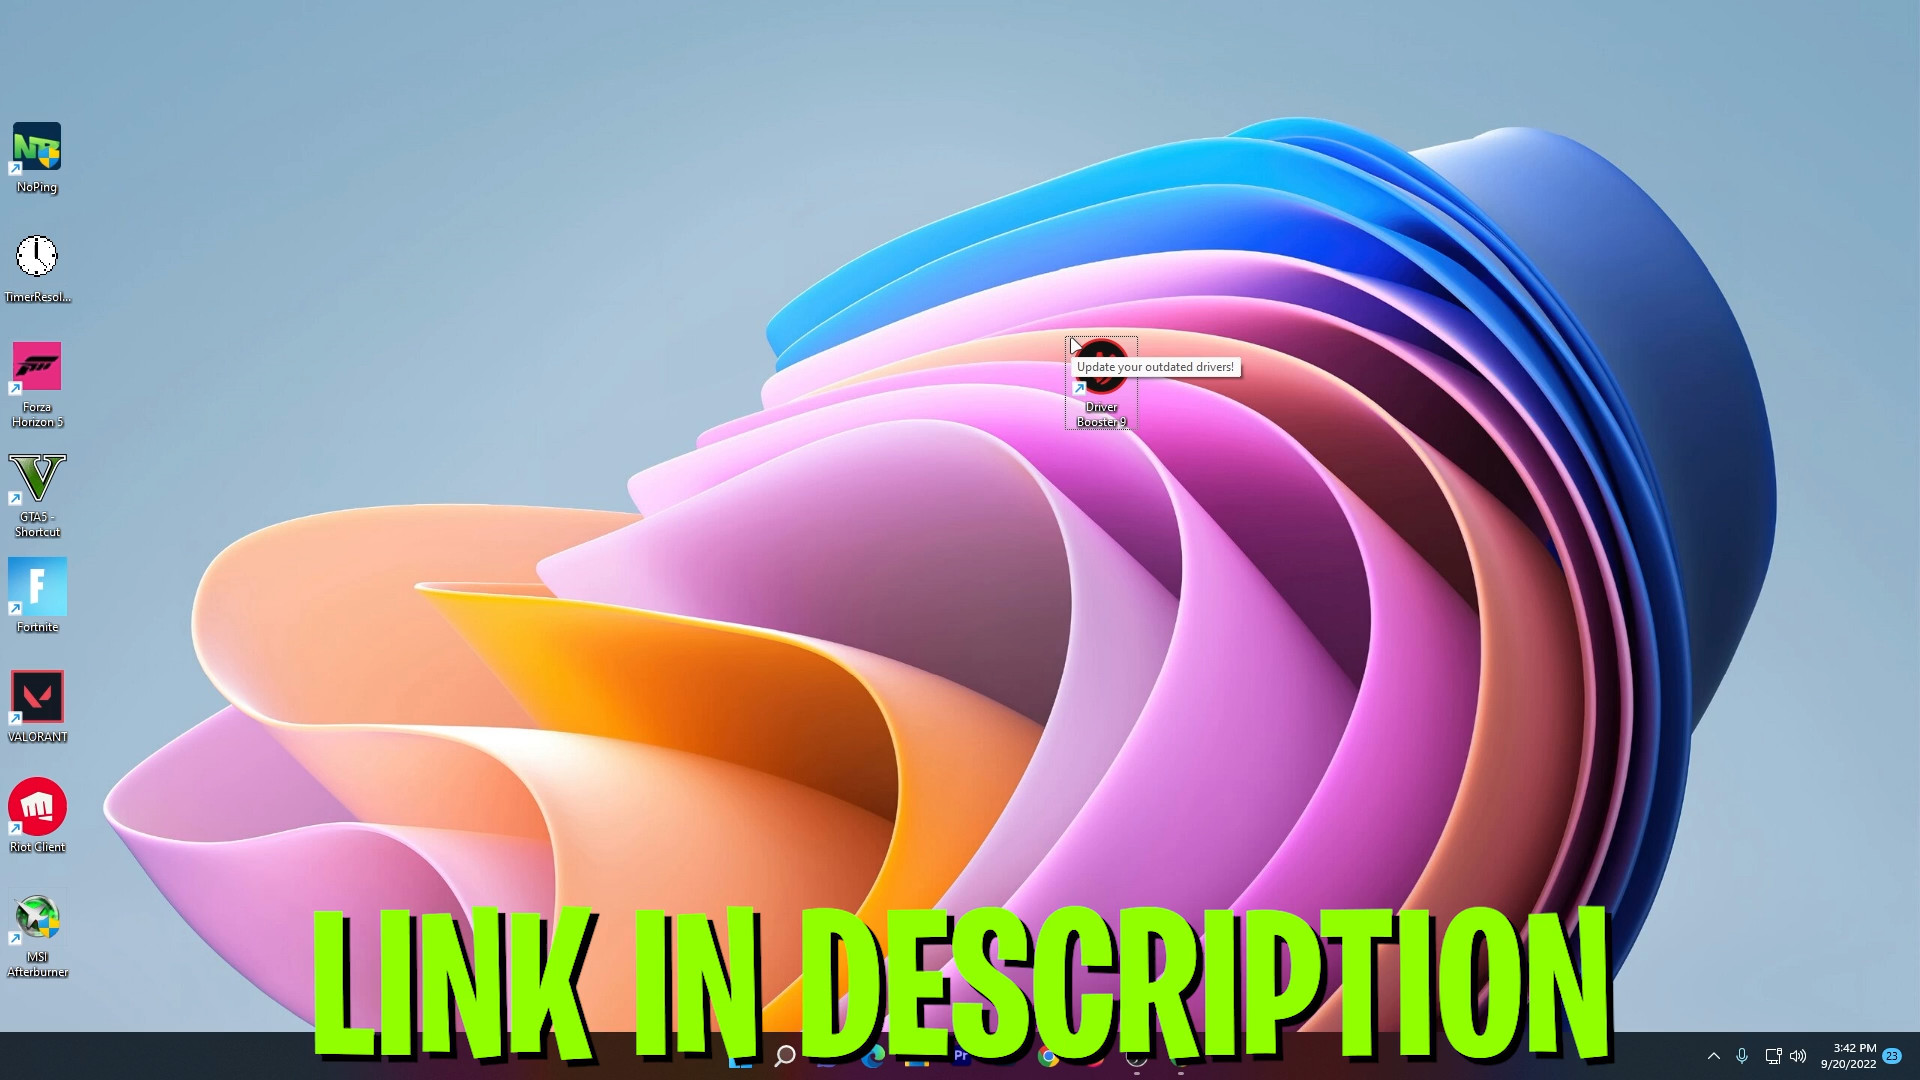 NoPing
TimerResol...
Forza
Horizon 5
GTA5 -
Shortcut
F
Fortnite
VALORANT
Riot Client
MSI
Afterburner
Update your outdated drivers!
Driver
Booster 9
LINK IN DESCRIPTION
Pr
3:42 PM
9/20/2022
23